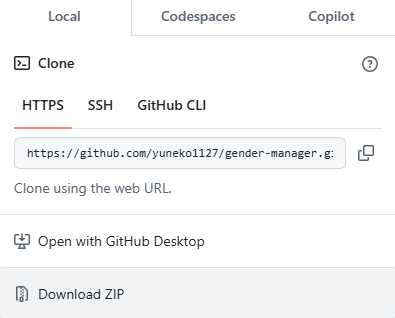 Local Codespaces Copilot
Clone
HTTPS SSH GitHub CLI
https://github.com/yuneko1127/gender-manager.gi
Clone using the web URL.
Open with GitHub Desktop
Download ZIP